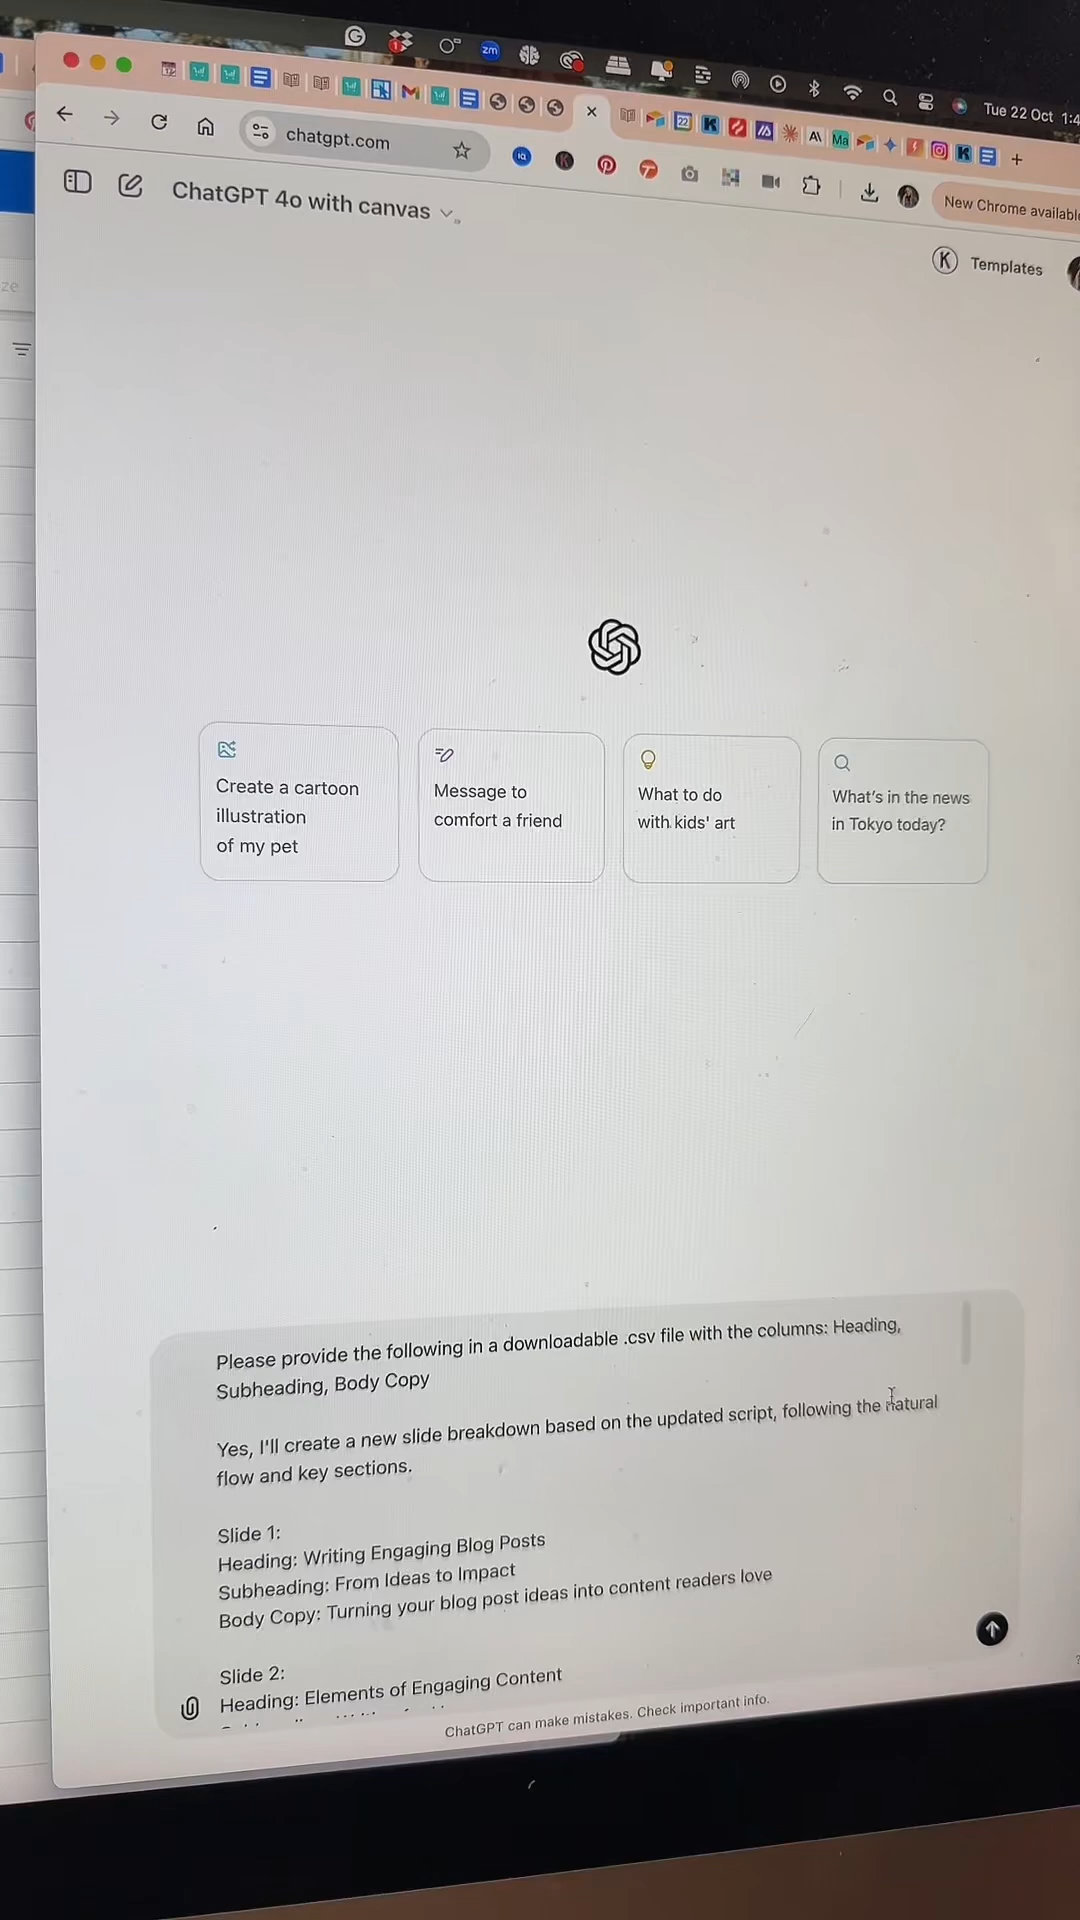 Tue 22 Oct 1:4
zm
chatgpt.com
New Chrome available
ChatGPT 4o with canvas
K Templates
ze
Create a cartoon
illustration
of my pet
Message to
comfort a friend
What to do
with kids' art
What's in the news
in Tokyo today?
Please provide the following in a downloadable .csv file with the columns: Heading,
Subheading, Body Copy
Yes, I'll create a new slide breakdown based on the updated script, following the natural
flow and key sections.
Slide 1:
Heading: Writing Engaging Blog Posts
Subheading: From Ideas to Impact
Body Copy: Turning your blog post ideas into content readers love
Slide 2:
Heading: Elements of Engaging Content
ChatGPT can make mistakes. Check important info.